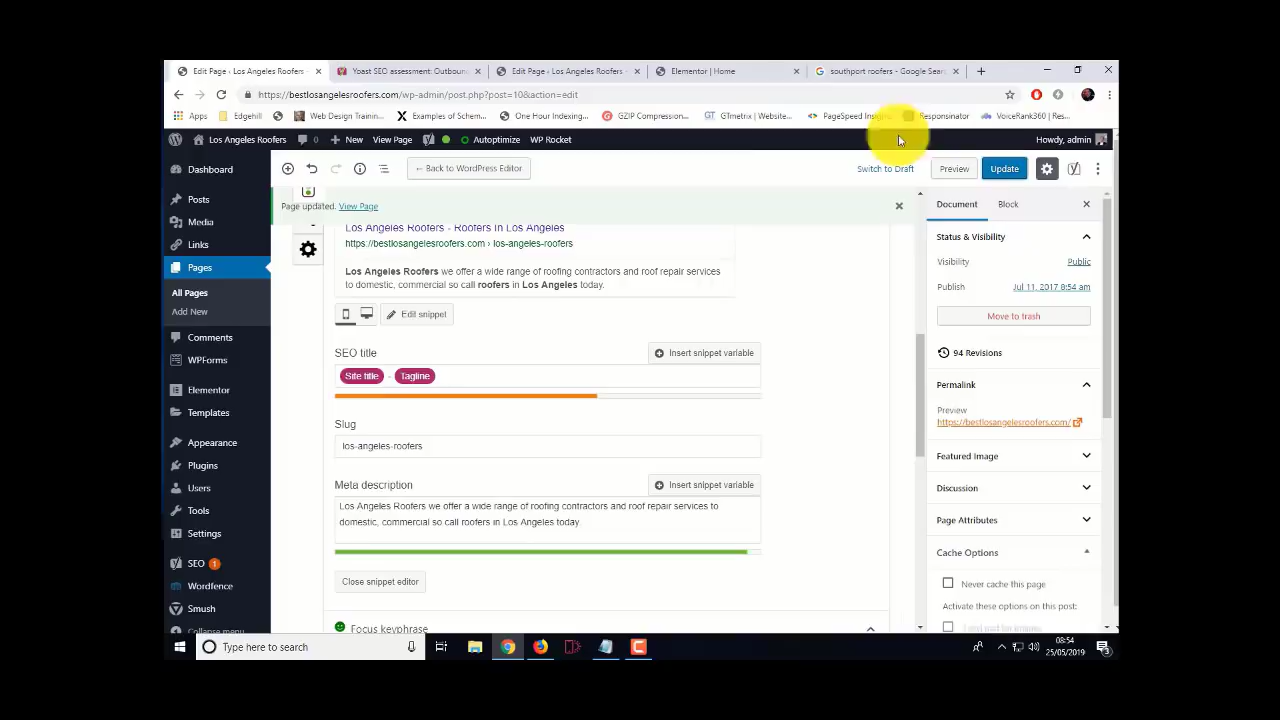 Edit Page ‹ Los Angeles Roofers -
Yoast SEO assessment: Outboun
Edit Page ‹ Los Angeles Roofers -
Elementor | Home
southport roofers - Google Sear
https://bestlosangelesroofers.com/wp-admin/post.php?post=10&action=edit
Apps
Edgehill
Web Design Trainin...
Examples of Schem...
One Hour Indexing...
GZIP Compression...
GTmetrix | Website...
PageSpeed Insights
Responsinator
VoiceRank360 | Res...
Los Angeles Roofers
0
New
View Page
Autoptimize
WP Rocket
Howdy, admin
Dashboard
Posts
Media
Links
Pages
All Pages
Add New
Comments
WPForms
Elementor
Templates
Appearance
Plugins
Users
Tools
Settings
SEO 1
Wordfence
Smush
Collapse menu
← Back to WordPress Editor
Switch to Draft
Preview
Update
Page updated. View Page
Los Angeles Roofers - Roofers In Los Angeles
https://bestlosangelesroofers.com › los-angeles-roofers
Los Angeles Roofers we offer a wide range of roofing contractors and roof repair services
to domestic, commercial so call roofers in Los Angeles today.
Edit snippet
SEO title
Insert snippet variable
Site title - Tagline
Slug
los-angeles-roofers
Meta description
Insert snippet variable
Los Angeles Roofers we offer a wide range of roofing contractors and roof repair services to
domestic, commercial so call roofers in Los Angeles today.
Close snippet editor
Focus keyphrase
Document
Block
Status & Visibility
Visibility
Public
Publish
Jul 11, 2017 8:54 am
Move to trash
94 Revisions
Permalink
Preview
https://bestlosangelesroofers.com/
Featured Image
Discussion
Page Attributes
Cache Options
Never cache this page
Activate these options on this post:
Type here to search
08:54
25/05/2019
3